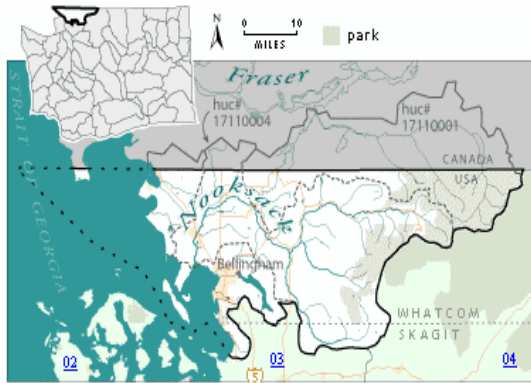 N
0 10
MILES
park
Fraser
huc#
17110004
huc#
17110001
CANADA
USA
STRAIT OF GEORGIA
Nooksack
Bellingham
WHATCOM
SKAGIT
02
03
04
5